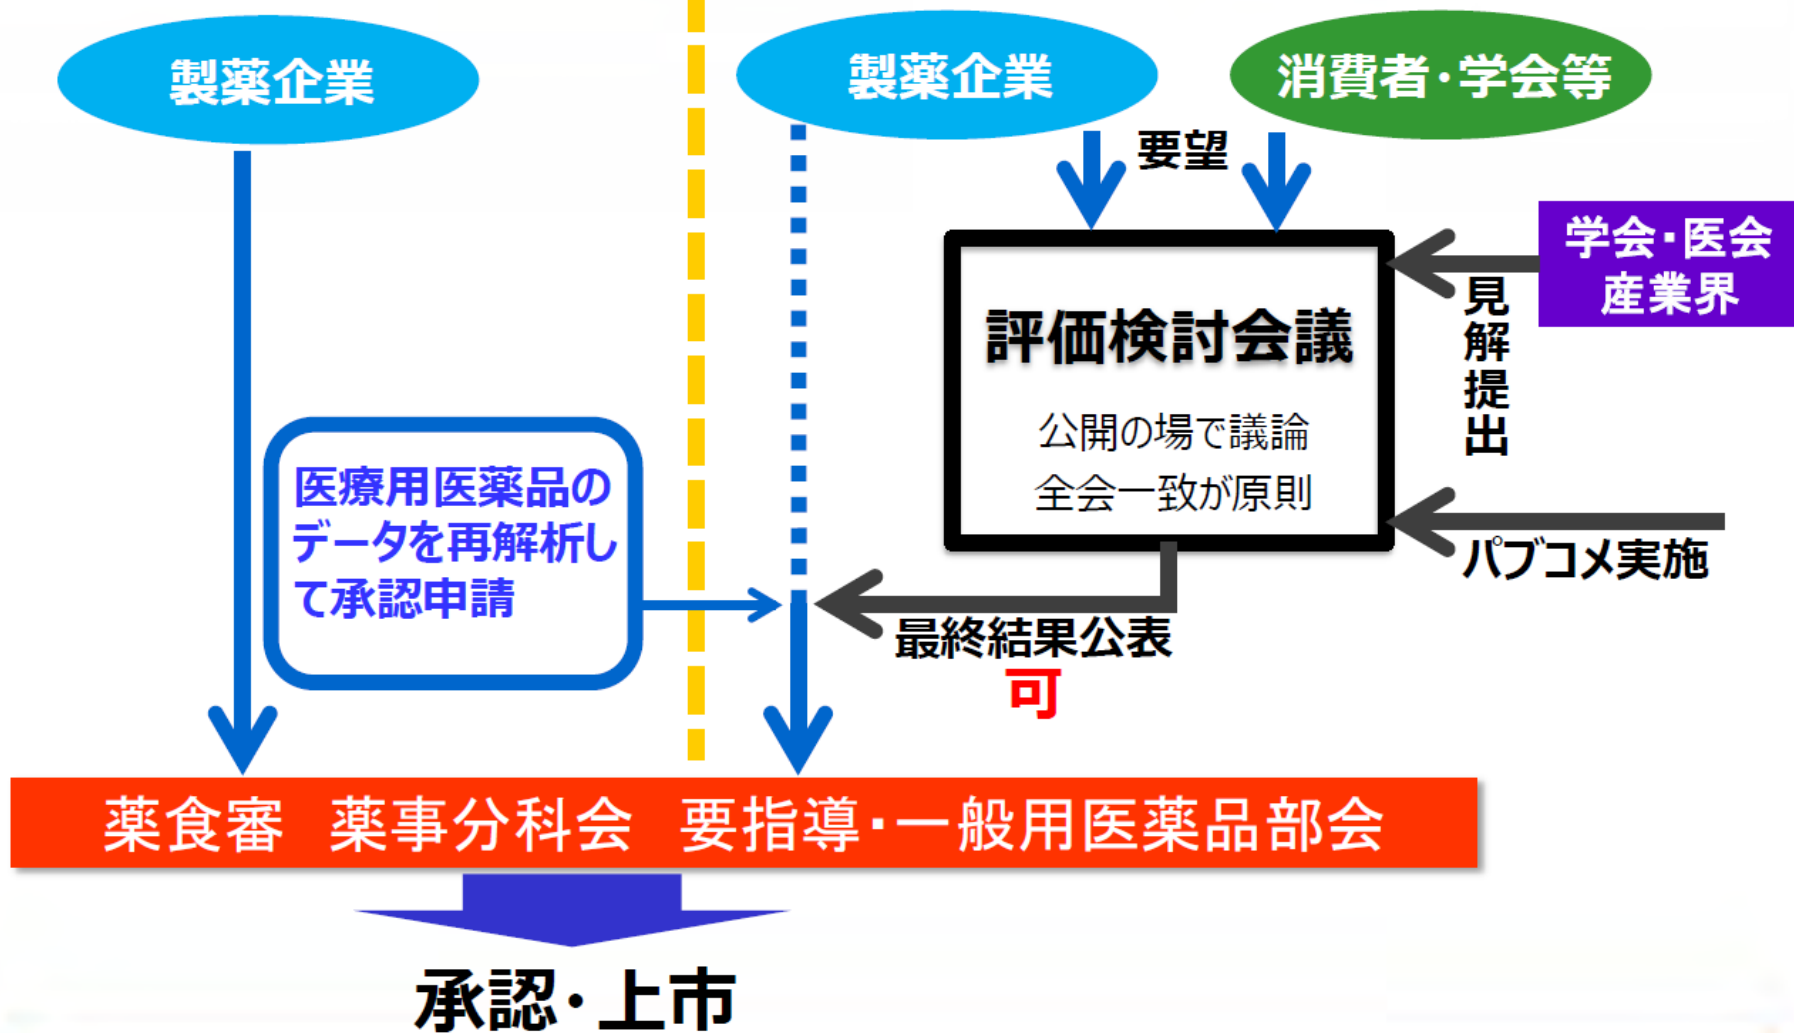 製薬企業
製薬企業
消費者・学会等
要望
学会・医会
産業界
見解提出
評価検討会議
公開の場で議論
全会一致が原則
医療用医薬品の
データを再解析し
て承認申請
パブコメ実施
最終結果公表
可
薬食審 薬事分科会 要指導・一般用医薬品部会
承認・上市